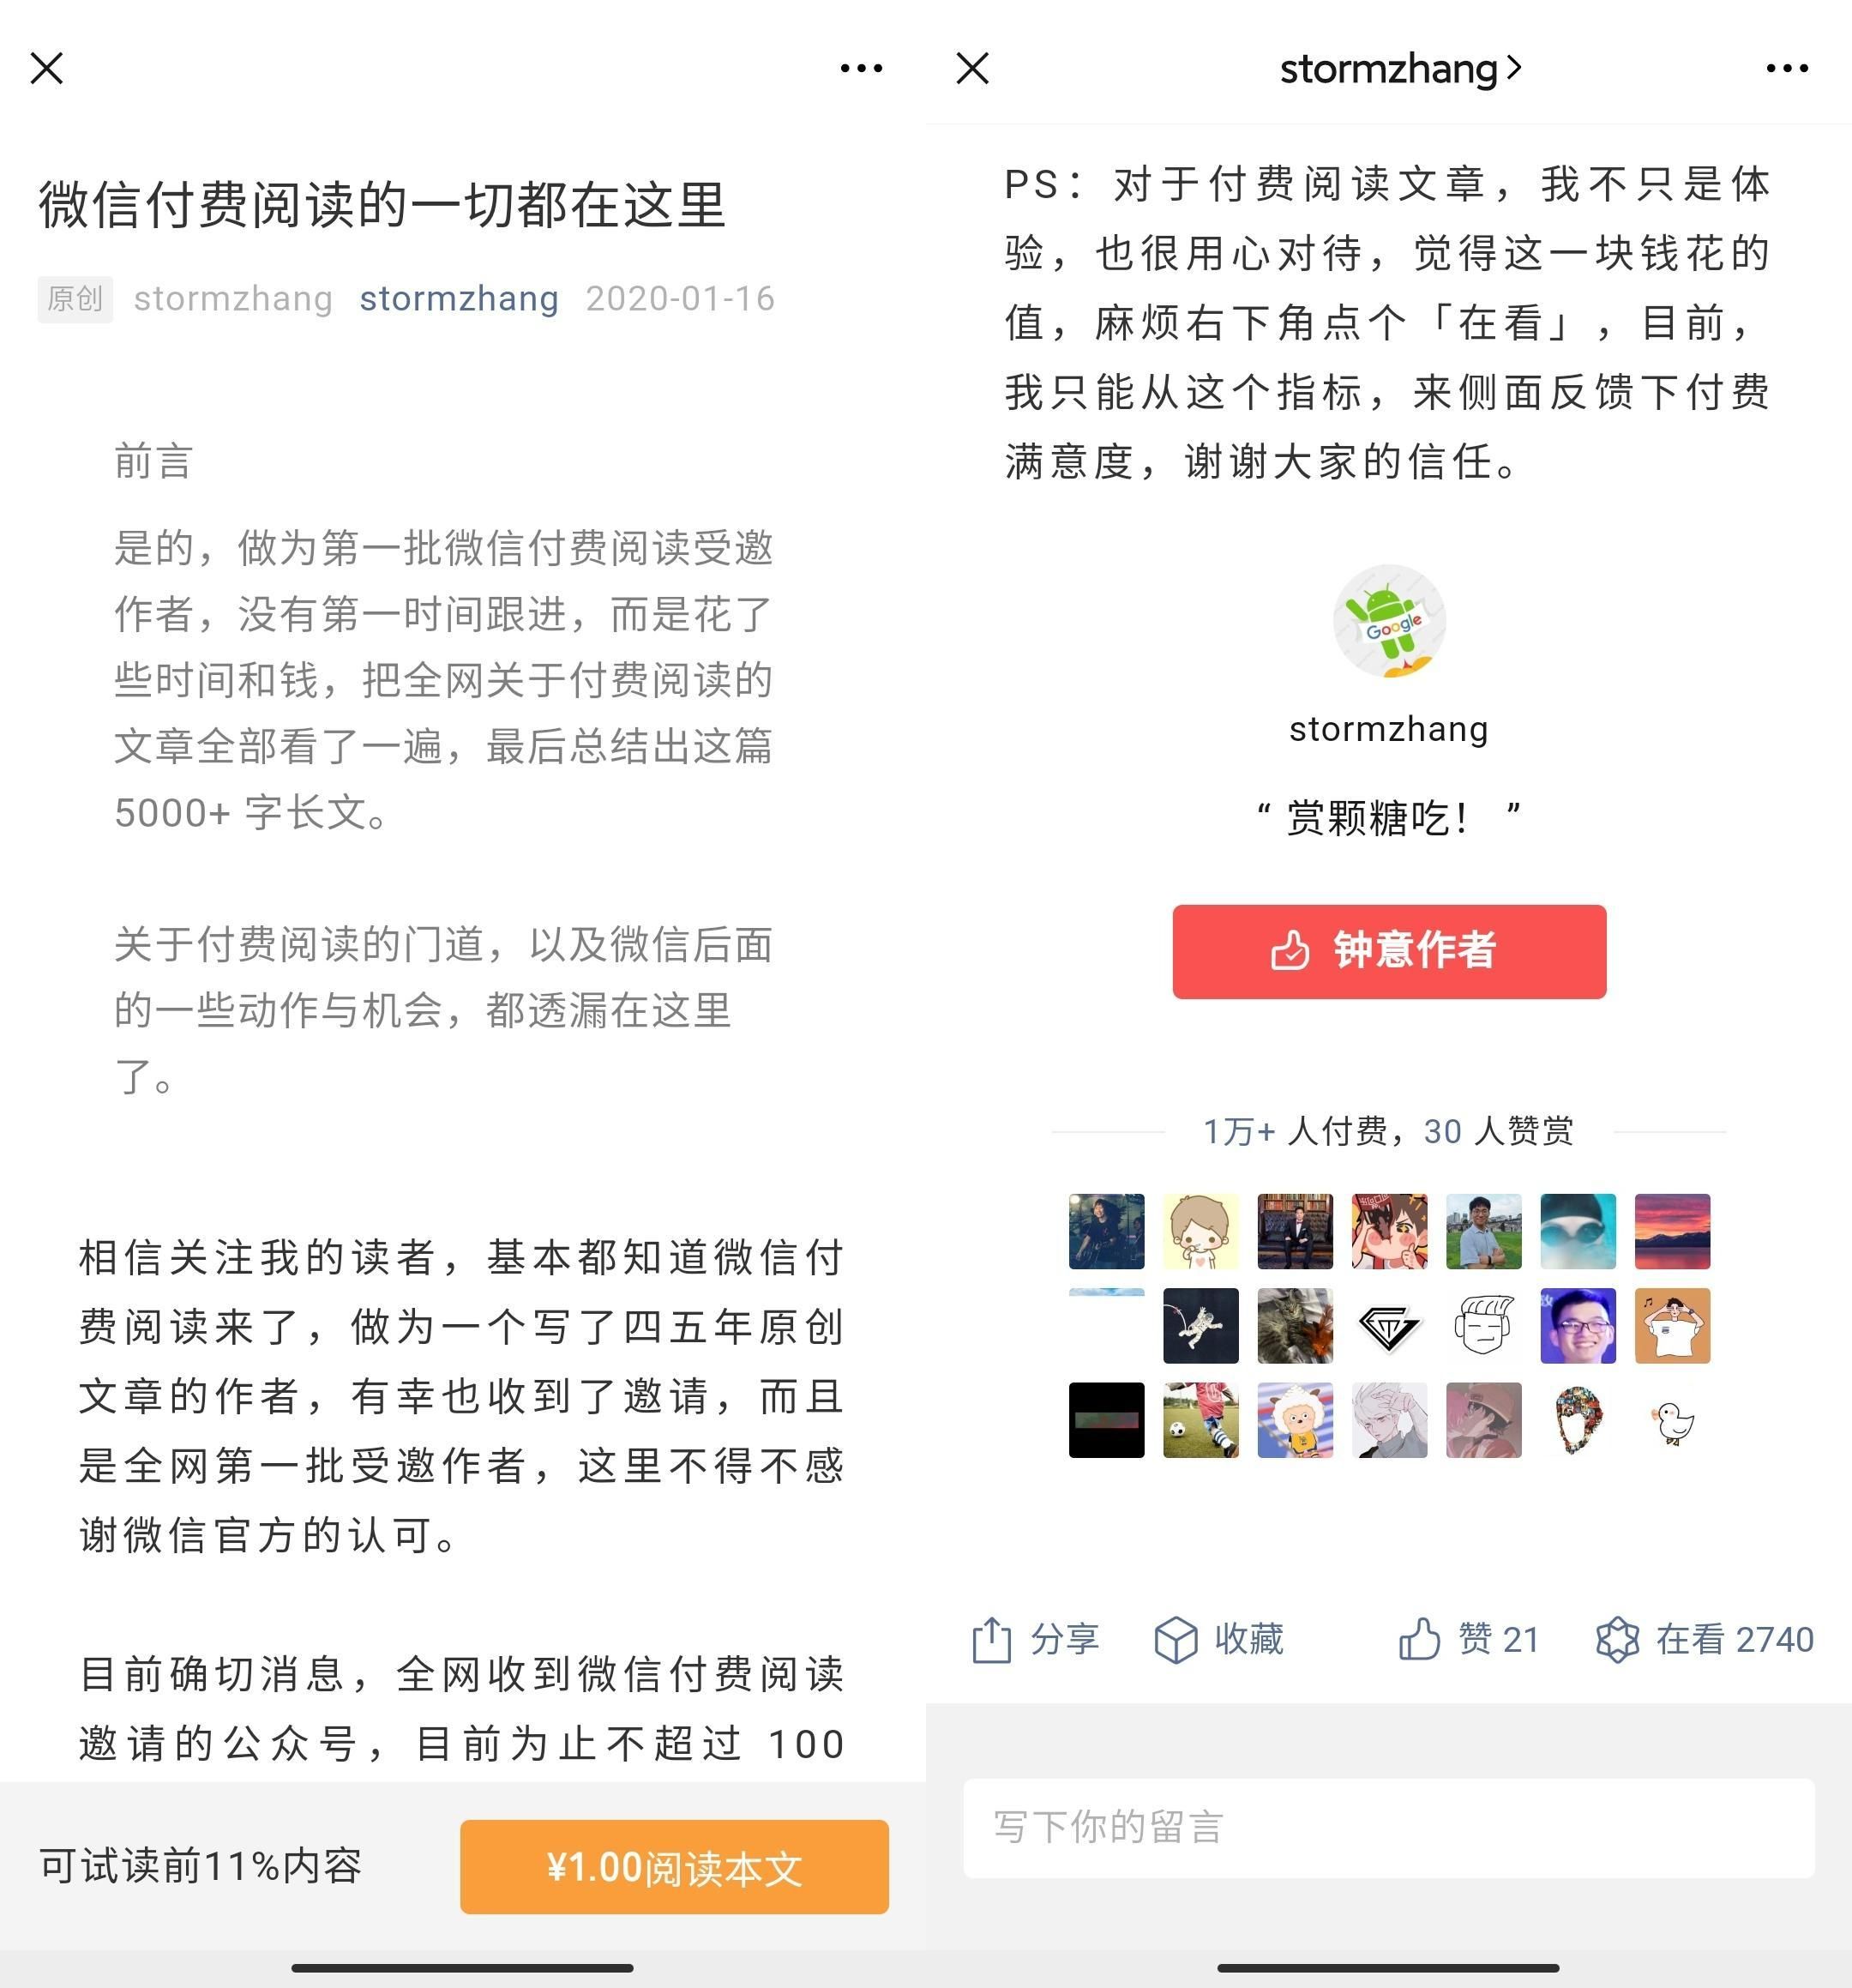 微信付费阅读的一切都在这里
原创 stormzhang stormzhang 2020-01-16
前言
是的，做为第一批微信付费阅读受邀
作者，没有第一时间跟进，而是花了
些时间和钱，把全网关于付费阅读的
文章全部看了一遍，最后总结出这篇
5000+ 字长文。
关于付费阅读的门道，以及微信后面
的一些动作与机会，都透漏在这里
了。
相信关注我的读者，基本都知道微信付
费阅读来了，做为一个写了四五年原创
文章的作者，有幸也收到了邀请，而且
是全网第一批受邀作者，这里不得不感
谢微信官方的认可。
目前确切消息，全网收到微信付费阅读
邀请的公众号，目前为止不超过 100
可试读前11%内容
¥1.00阅读本文
stormzhang
PS：对于付费阅读文章，我不只是体
验，也很用心对待，觉得这一块钱花的
值，麻烦右下角点个「在看」，目前，
我只能从这个指标，来侧面反馈下付费
满意度，谢谢大家的信任。
Google
stormzhang
“ 赏颗糖吃！ ”
钟意作者
1万+ 人付费，30 人赞赏
分享 收藏 赞 21 在看 2740
写下你的留言